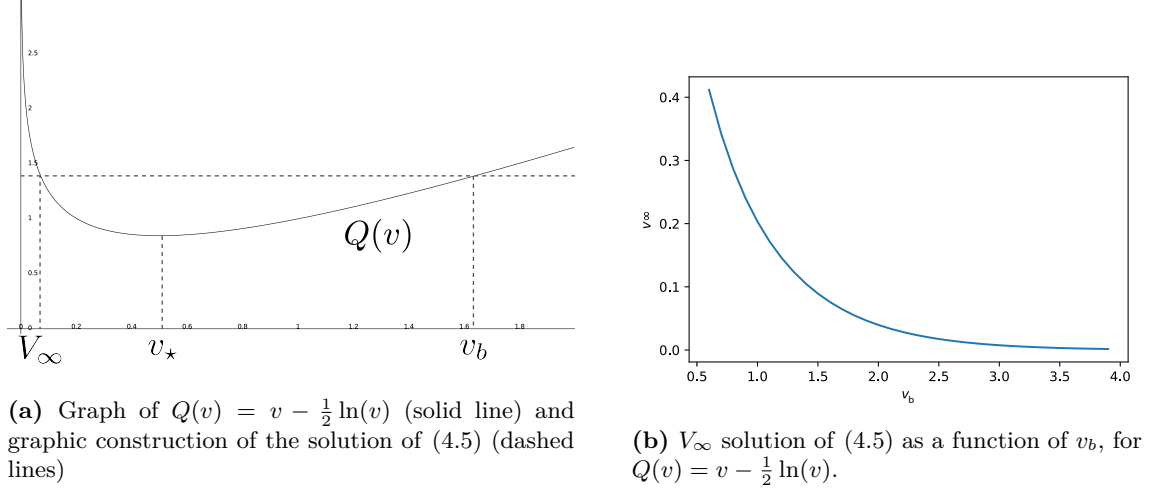 2.5
2
1.5
1
0.5
0
0 0.2 0.4 0.6 0.8 1 1.2 1.4 1.6 1.8
Q(v)
V∞ v⋆ v_b
(a) Graph of Q(v) = v − 1/2 ln(v) (solid line) and
graphic construction of the solution of (4.5) (dashed
lines)
0.4
0.3
0.2
0.1
0.0
v∞
0.5 1.0 1.5 2.0 2.5 3.0 3.5 4.0
v_b
(b) V∞ solution of (4.5) as a function of v_b, for
Q(v) = v − 1/2 ln(v).